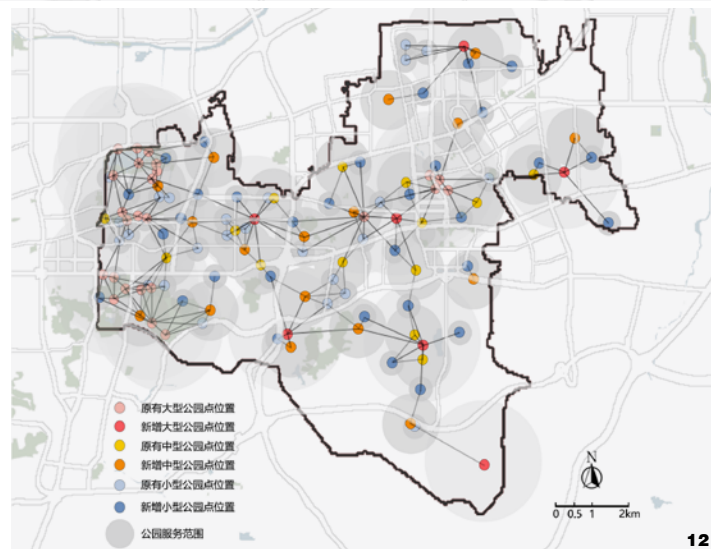 原有大型公园点位置
新增大型公园点位置
原有中型公园点位置
新增中型公园点位置
原有小型公园点位置
新增小型公园点位置
公园服务范围
N
0 0.5 1 2km
12